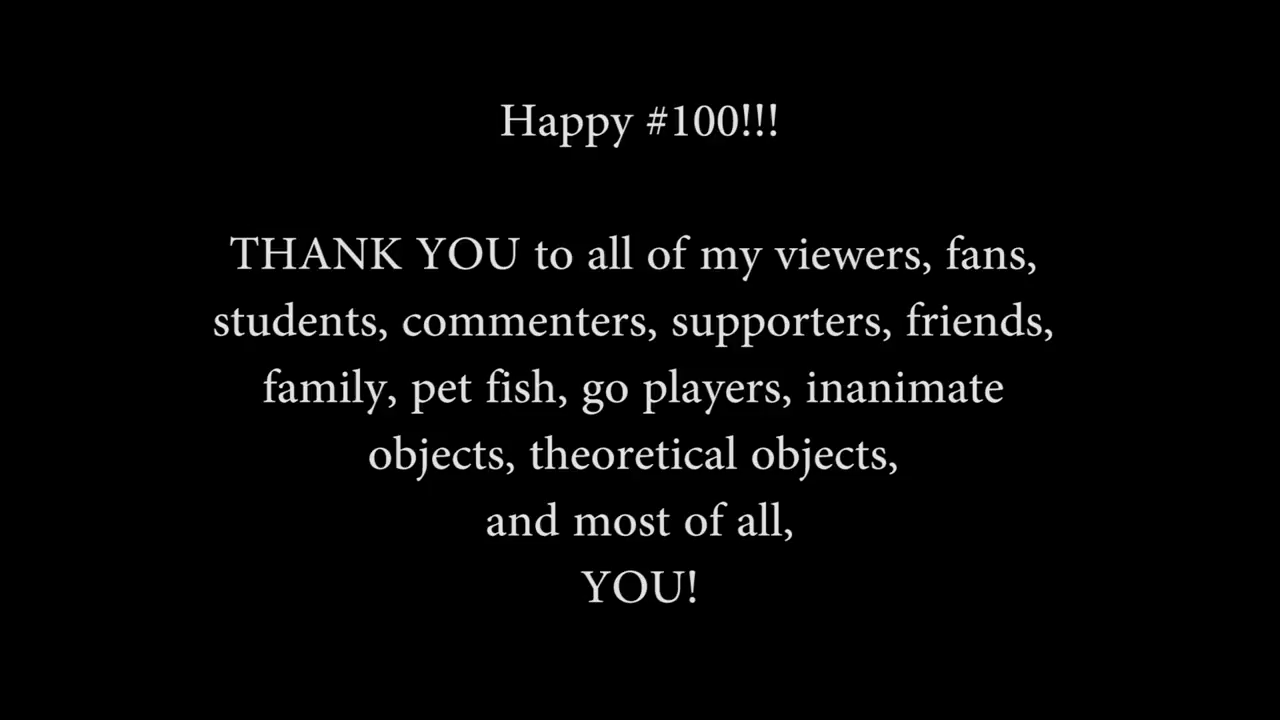 Happy #100!!!
THANK YOU to all of my viewers, fans,
students, commenters, supporters, friends,
family, pet fish, go players, inanimate
objects, theoretical objects,
and most of all,
YOU!